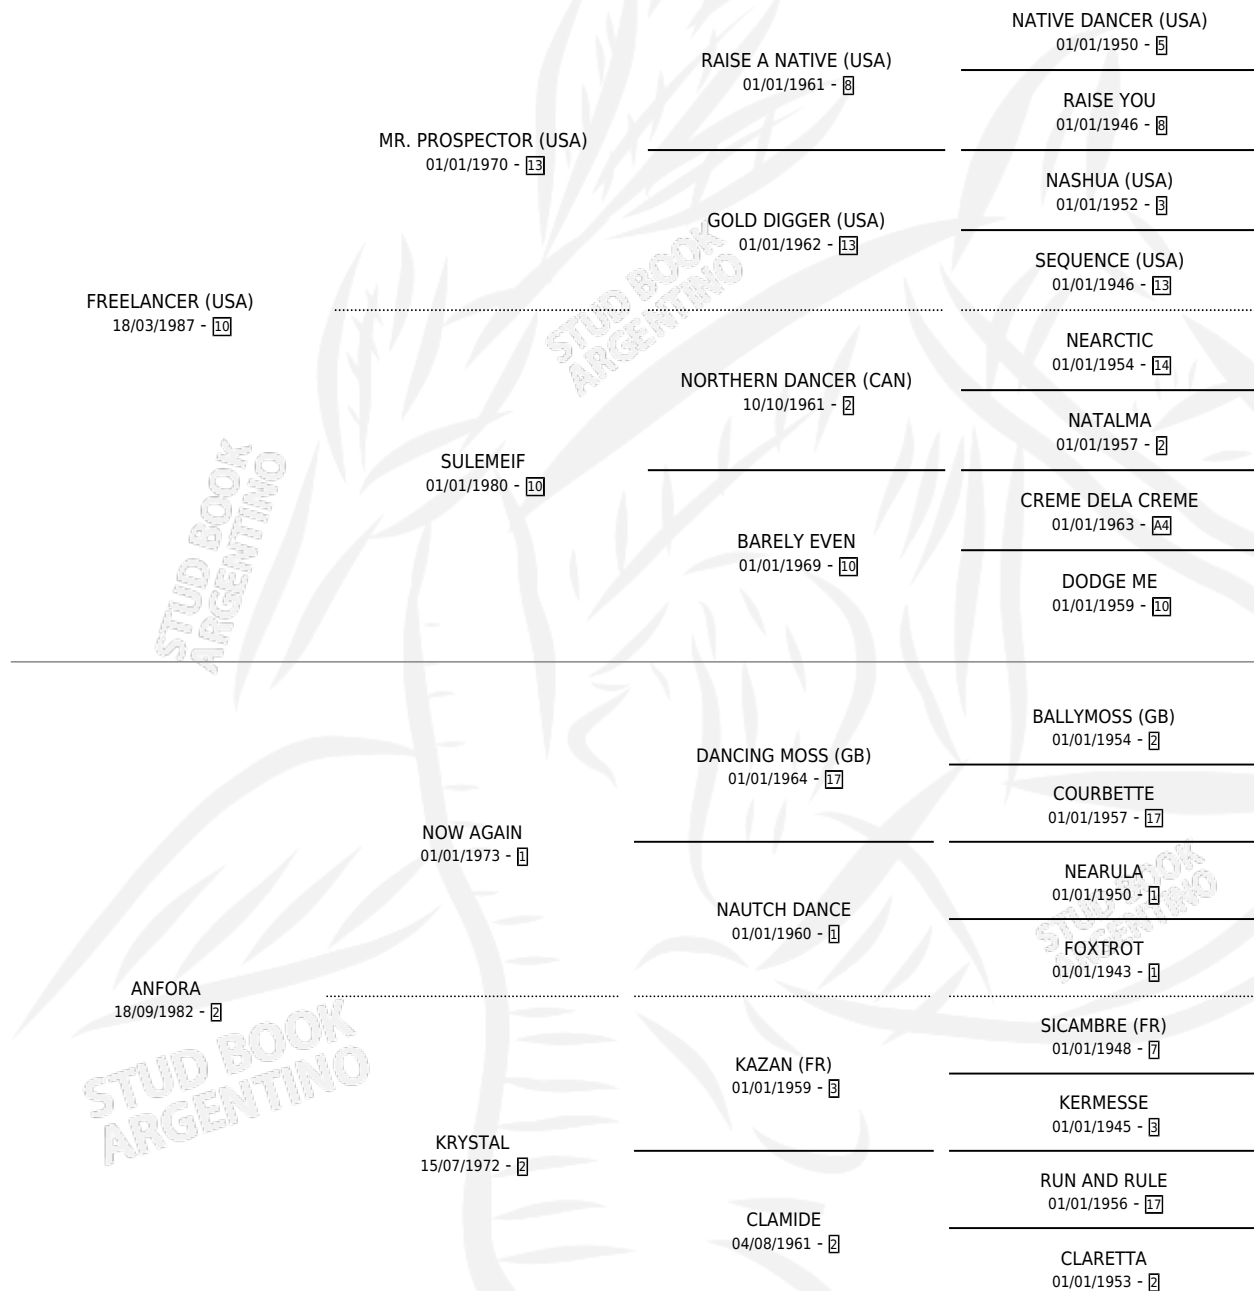 NATIVE DANCER (USA)
01/01/1950 - 5
RAISE A NATIVE (USA)
01/01/1961 - 8
RAISE YOU
01/01/1946 - 8
MR. PROSPECTOR (USA)
01/01/1970 - 13
NASHUA (USA)
01/01/1952 - 3
GOLD DIGGER (USA)
01/01/1962 - 13
SEQUENCE (USA)
01/01/1946 - 13
FREELANCER (USA)
18/03/1987 - 10
STUD BOOK
ARGENTINO
NEARCTIC
01/01/1954 - 14
NORTHERN DANCER (CAN)
10/10/1961 - 2
NATALMA
01/01/1957 - 2
SULEMEIF
01/01/1980 - 10
CREME DELA CREME
01/01/1963 - A4
BARELY EVEN
01/01/1969 - 10
DODGE ME
01/01/1959 - 10
STUD BOOK
ARGENTINO
BALLYMOSS (GB)
01/01/1954 - 2
DANCING MOSS (GB)
01/01/1964 - 17
COURBETTE
01/01/1957 - 17
NOW AGAIN
01/01/1973 - 1
NEARULA
01/01/1950 - 1
NAUTCH DANCE
01/01/1960 - 1
FOXTROT
01/01/1943 - 1
STUD BOOK
ARGENTINO
ANFORA
18/09/1982 - 2
SICAMBRE (FR)
01/01/1948 - 7
KAZAN (FR)
01/01/1959 - 3
KERMESSE
01/01/1945 - 3
STUD BOOK
ARGENTINO
KRYSTAL
15/07/1972 - 2
RUN AND RULE
01/01/1956 - 17
CLAMIDE
04/08/1961 - 2
CLARETTA
01/01/1953 - 2